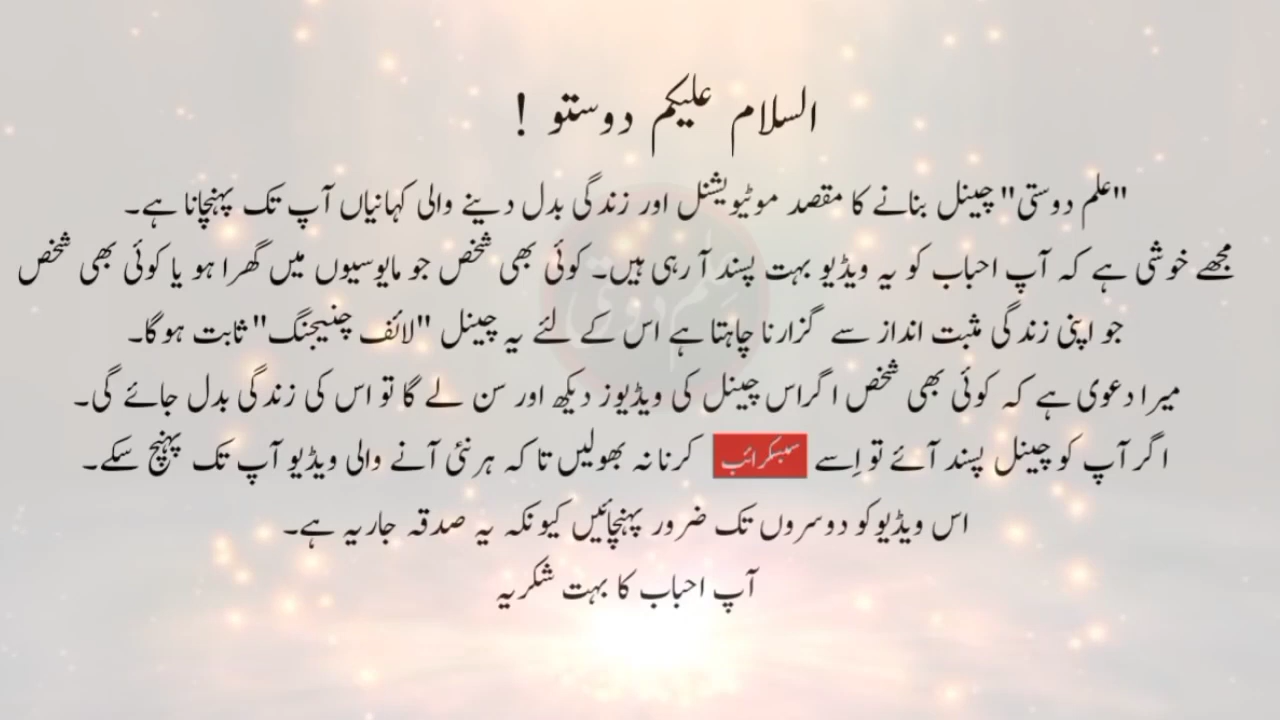 السلام علیکم دوستو !
"علم دوستی" چینل بنانے کا مقصد موٹیویشنل اور زندگی بدل دینے والی کہانیاں آپ تک پہنچانا ہے۔
مجھے خوشی ہے کہ آپ احباب کو یہ ویڈیو بہت پسند آ رہی ہیں۔ کوئی بھی شخص جو مایوسیوں میں گھرا ہو یا کوئی بھی شخص
جو اپنی زندگی مثبت انداز سے گزارنا چاہتا ہے اس کے لئے یہ چینل "لائف چنیجنگ" ثابت ہوگا۔
میرا دعوی ہے کہ کوئی بھی شخص اگر اس چینل کی ویڈیوز دیکھ اور سن لے گا تو اس کی زندگی بدل جائے گی۔
اگر آپ کو چینل پسند آئے تو اِسے سبسکرائب کرنا نہ بھولیں تا کہ ہر نئی آنے والی ویڈیو آپ تک پہنچ سکے۔
اس ویڈیو کو دوسروں تک ضرور پہنچائیں کیونکہ یہ صدقہ جاریہ ہے۔
آپ احباب کا بہت شکریہ
علم دوستی